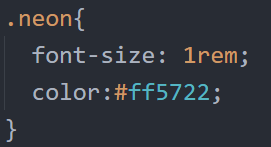 .neon{
  font-size: 1rem;
  color:#ff5722;
}